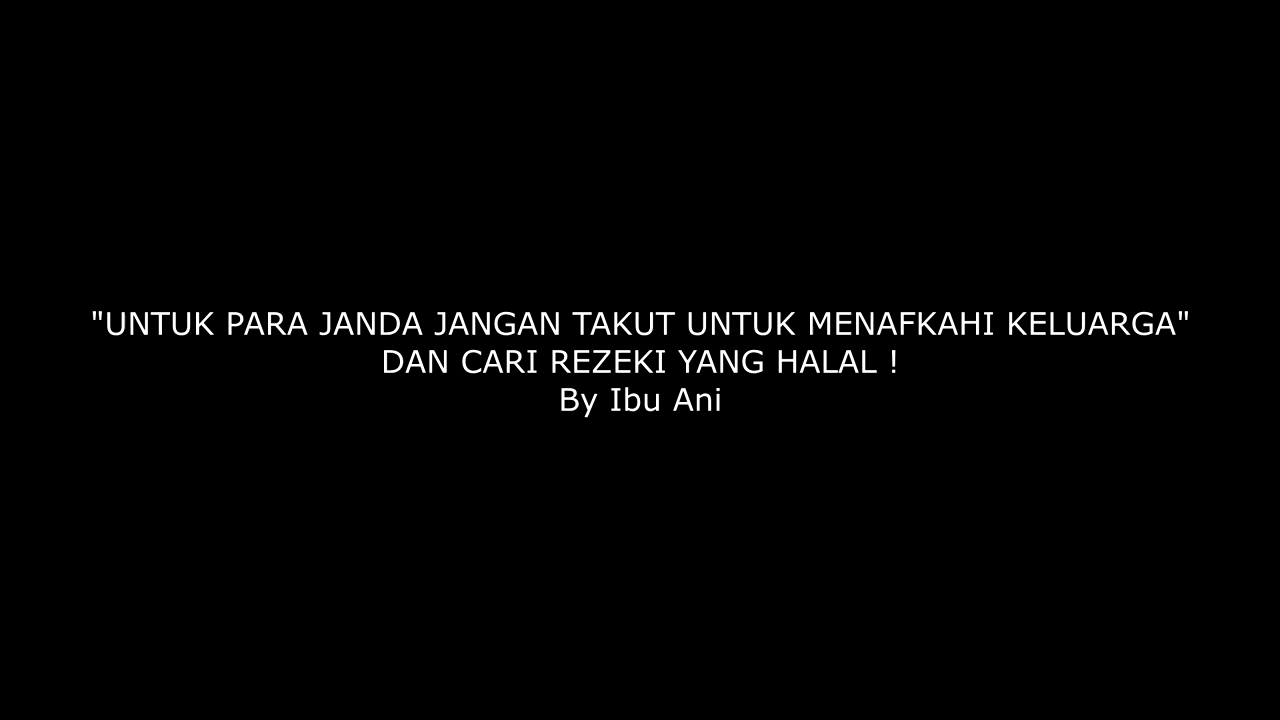 "UNTUK PARA JANDA JANGAN TAKUT UNTUK MENAFKAHI KELUARGA"
DAN CARI REZEKI YANG HALAL !
By Ibu Ani